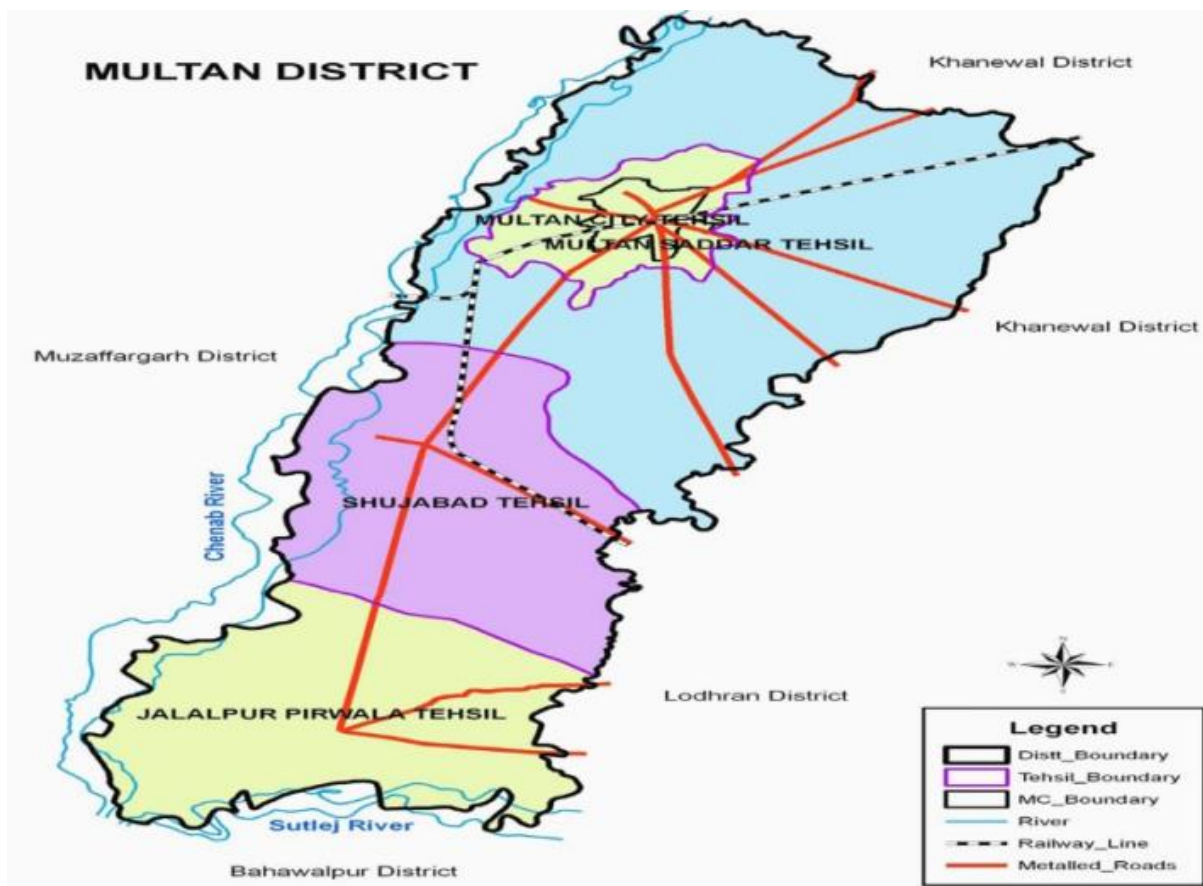 MULTAN DISTRICT
Khanewal District
MULTAN CITY TEHSIL
MULTAN SADDAR TEHSIL
Khanewal District
Muzaffargarh District
SHUJABAD TEHSIL
Chenab River
Lodhran District
JALALPUR PIRWALA TEHSIL
Sutlej River
Bahawalpur District
N
W
E
S
Legend
Distt_Boundary
Tehsil_Boundary
MC_Boundary
River
Railway_Line
Metalled_Roads